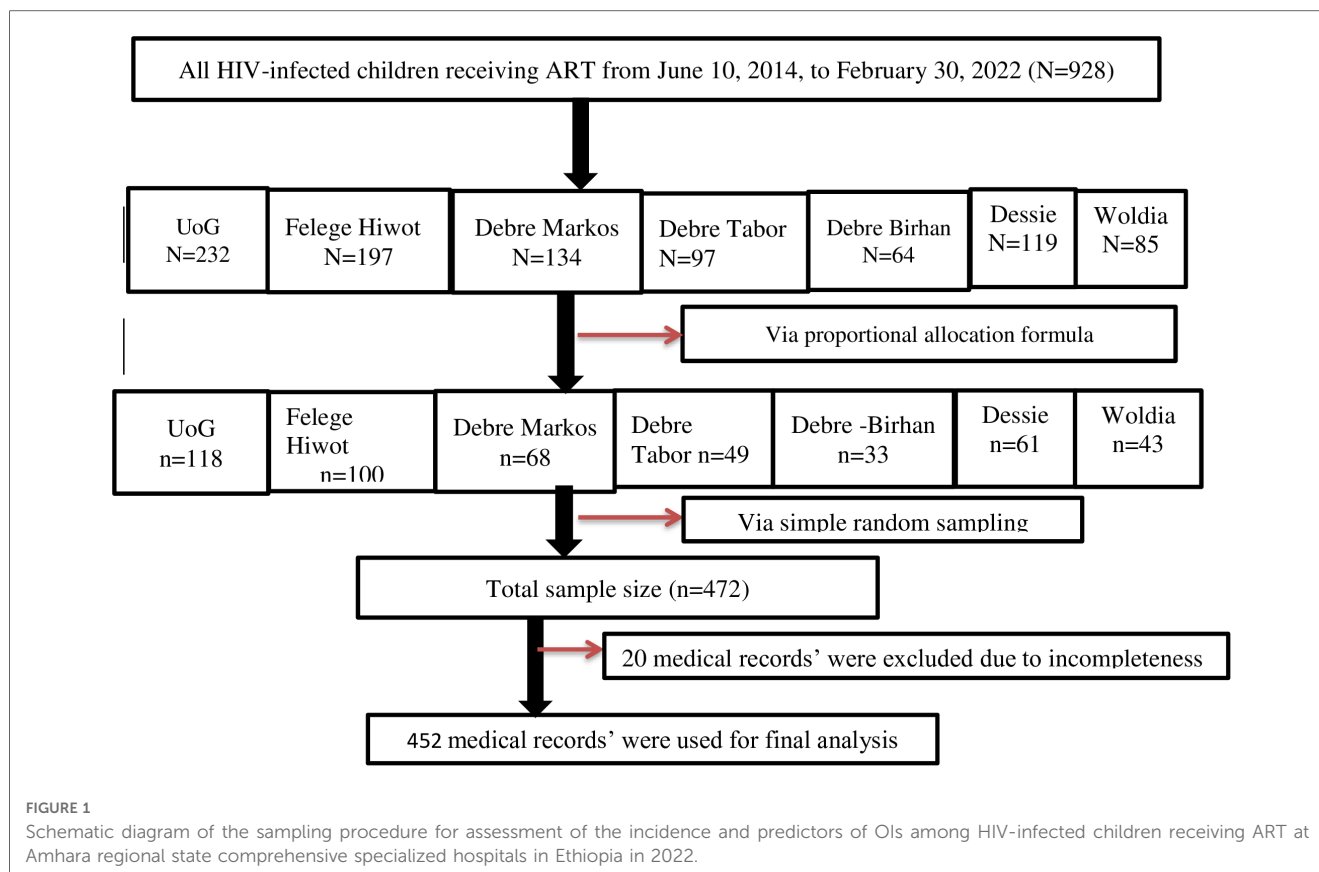 All HIV-infected children receiving ART from June 10, 2014, to February 30, 2022 (N=928)
UoG
N=232
Felege Hiwot
N=197
Debre Markos
N=134
Debre Tabor
N=97
Debre Birhan
N=64
Dessie
N=119
Woldia
N=85
Via proportional allocation formula
UoG
n=118
Felege
Hiwot
n=100
Debre Markos
n=68
Debre
Tabor n=49
Debre -Birhan
n=33
Dessie
n=61
Woldia
n=43
Via simple random sampling
Total sample size (n=472)
20 medical records’ were excluded due to incompleteness
452 medical records’ were used for final analysis
FIGURE 1
Schematic diagram of the sampling procedure for assessment of the incidence and predictors of OIs among HIV-infected children receiving ART at
Amhara regional state comprehensive specialized hospitals in Ethiopia in 2022.